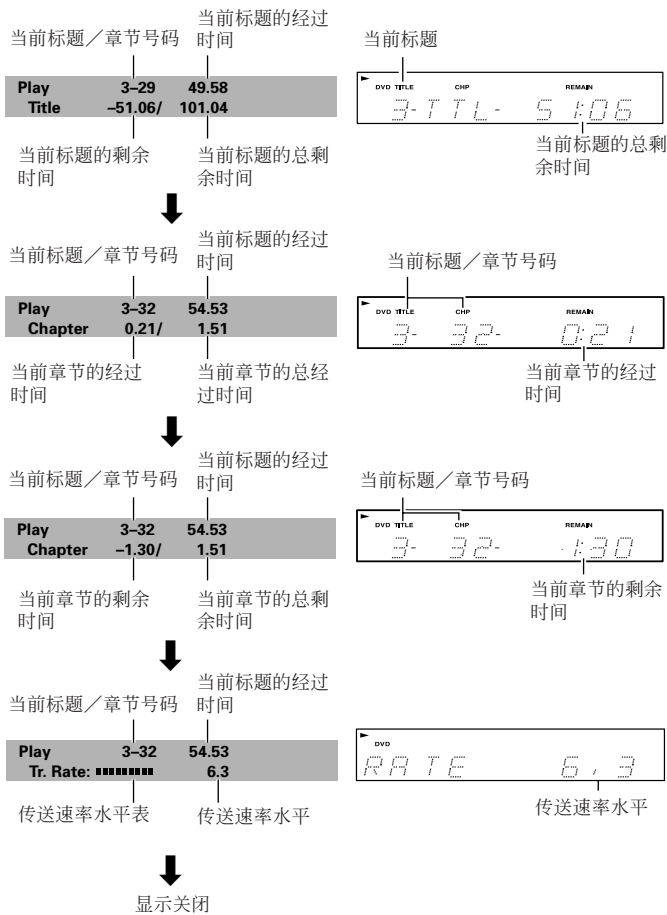 当前标题／章节号码
当前标题的经过
时间
Play 3–29 49.58
Title –51.06/ 101.04
当前标题的剩余
时间
当前标题的总剩
余时间
当前标题
DVD TITLE CHP REMAIN
3-TTL- 51:06
当前标题的总剩
余时间
当前标题／章节号码
当前标题的经过
时间
Play 3–32 54.53
Chapter 0.21/ 1.51
当前章节的经过
时间
当前章节的总经
过时间
当前标题／章节号码
DVD TITLE CHP REMAIN
3- 32- 0:21
当前章节的经过
时间
当前标题／章节号码
当前标题的经过
时间
Play 3–32 54.53
Chapter –1.30/ 1.51
当前章节的剩余
时间
当前章节的总剩
余时间
当前标题／章节号码
DVD TITLE CHP REMAIN
3- 32- -1:30
当前章节的剩余
时间
当前标题／章节号码
当前标题的经过
时间
Play 3–32 54.53
Tr. Rate: 6.3
传送速率水平表
传送速率水平
DVD
RATE 6,3
传送速率水平
显示关闭